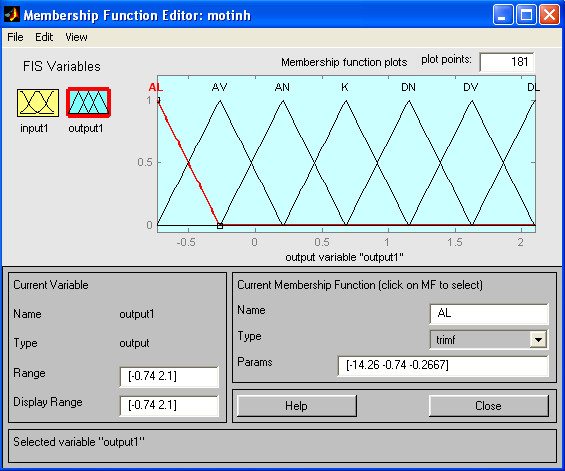 Membership Function Editor: motinh
File Edit View
FIS Variables
Membership function plots plot points: 181
AL AV AN K DN DV DL
1
input1 output1
0.5
0
-0.5 0 0.5 1 1.5 2
output variable "output1"
Current Variable
Name output1
Type output
Range [-0.74 2.1]
Display Range [-0.74 2.1]
Current Membership Function (click on MF to select)
Name AL
Type trimf
Params [-14.26 -0.74 -0.2667]
Help Close
Selected variable "output1"